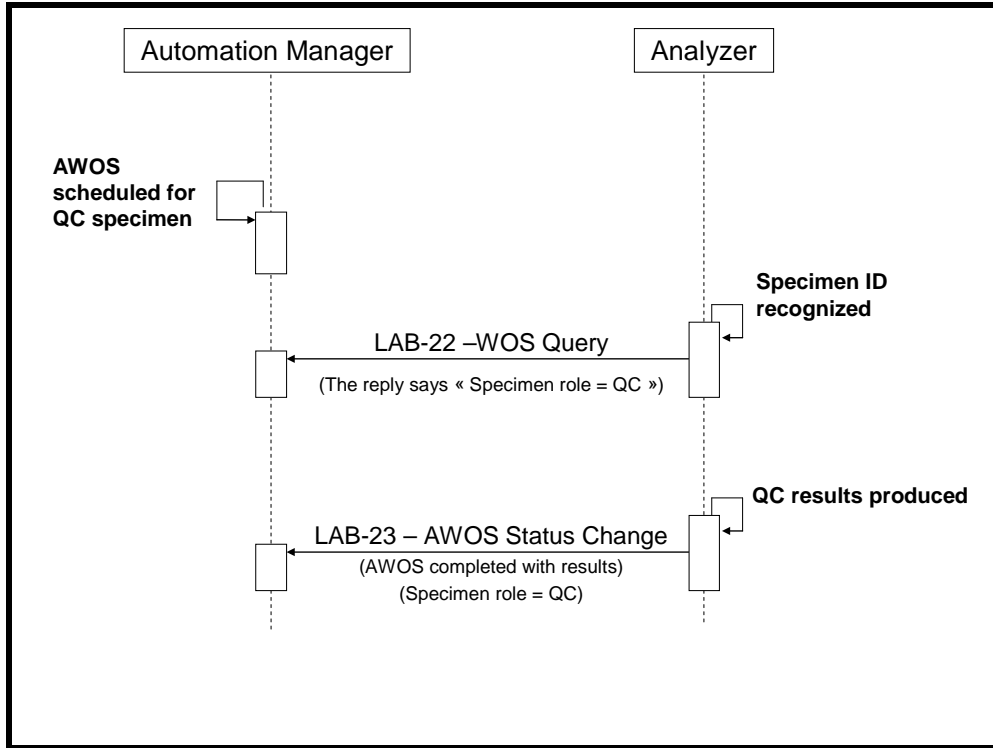 Automation Manager
Analyzer
AWOS
scheduled for
QC specimen
Specimen ID
recognized
LAB-22 –WOS Query
(The reply says « Specimen role = QC »)
QC results produced
LAB-23 – AWOS Status Change
(AWOS completed with results)
(Specimen role = QC)